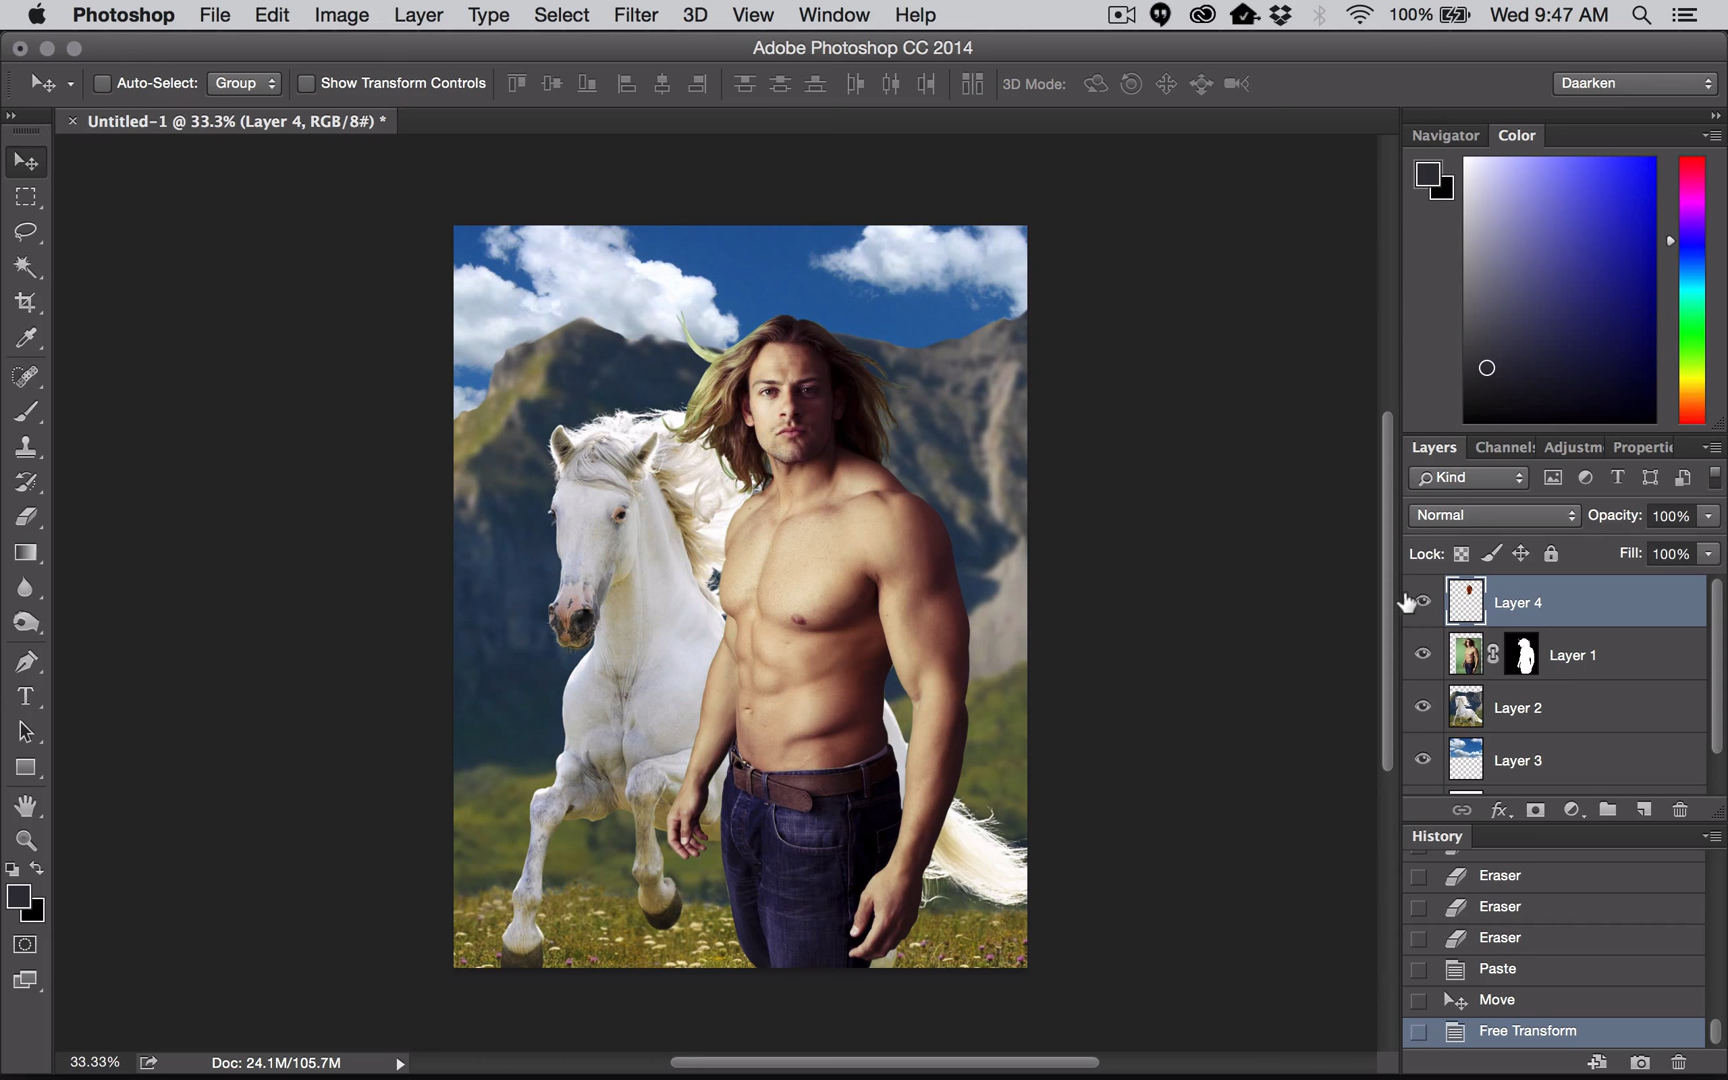 Photoshop File Edit Image Layer Type Select Filter 3D View Window Help 100% Wed 9:47 AM
Adobe Photoshop CC 2014
Auto-Select: Group Show Transform Controls 3D Mode: Daarken
× Untitled-1 @ 33.3% (Layer 4, RGB/8#) *
Navigator Color
Layers Channels Adjustm Properti
Kind
Normal Opacity: 100%
Lock: Fill: 100%
Layer 4
Layer 1
Layer 2
Layer 3
fx
History
Eraser
Eraser
Eraser
Paste
Move
Free Transform
33.33% Doc: 24.1M/105.7M